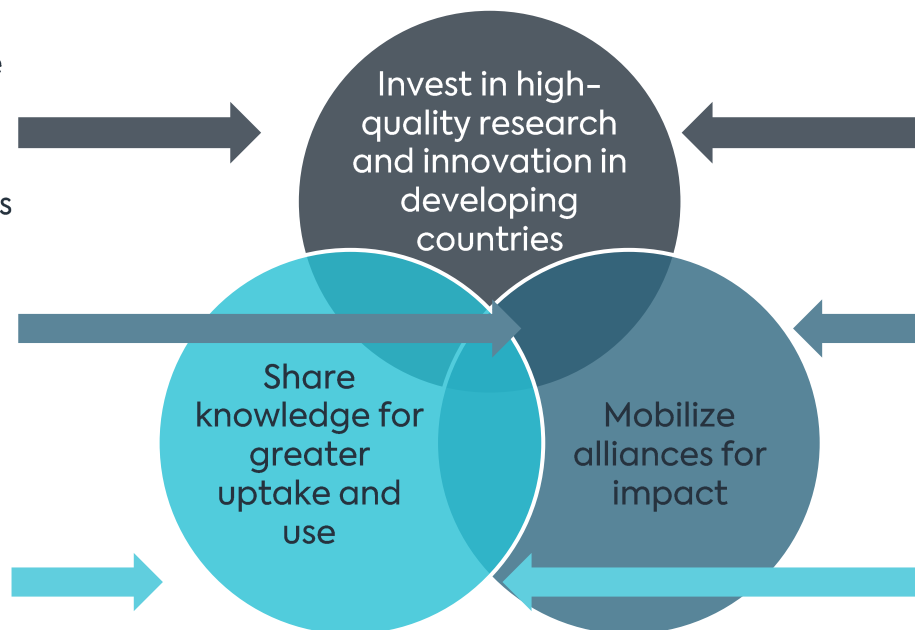 Invest in high-
quality research
and innovation in
developing
countries
Share
knowledge for
greater
uptake and
use
Mobilize
alliances for
impact